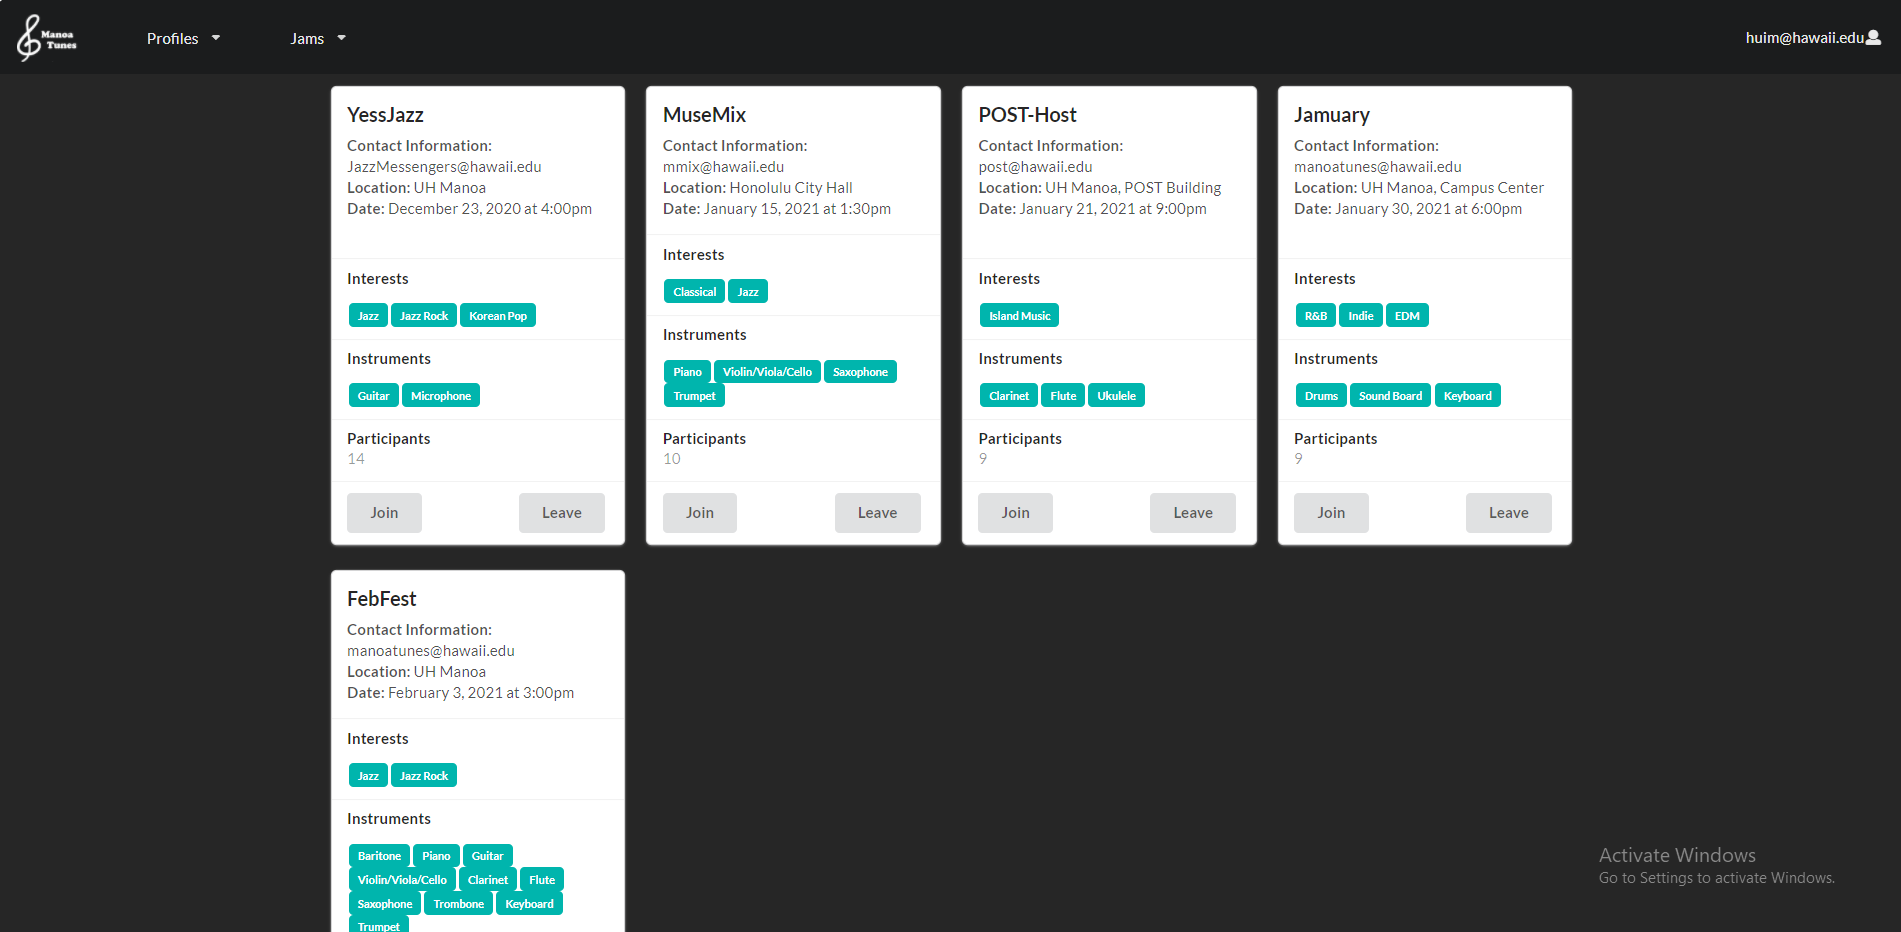 Manoa
Tunes
Profiles
Jams
huim@hawaii.edu
YessJazz
Contact Information:
JazzMessengers@hawaii.edu
Location: UH Manoa
Date: December 23, 2020 at 4:00pm
Interests
Jazz Jazz Rock Korean Pop
Instruments
Guitar Microphone
Participants
14
Join Leave
MuseMix
Contact Information:
mmix@hawaii.edu
Location: Honolulu City Hall
Date: January 15, 2021 at 1:30pm
Interests
Classical Jazz
Instruments
Piano Violin/Viola/Cello Saxophone
Trumpet
Participants
10
Join Leave
POST-Host
Contact Information:
post@hawaii.edu
Location: UH Manoa, POST Building
Date: January 21, 2021 at 9:00pm
Interests
Island Music
Instruments
Clarinet Flute Ukulele
Participants
9
Join Leave
Jamuary
Contact Information:
manoatunes@hawaii.edu
Location: UH Manoa, Campus Center
Date: January 30, 2021 at 6:00pm
Interests
R&B Indie EDM
Instruments
Drums Sound Board Keyboard
Participants
9
Join Leave
FebFest
Contact Information:
manoatunes@hawaii.edu
Location: UH Manoa
Date: February 3, 2021 at 3:00pm
Interests
Jazz Jazz Rock
Instruments
Baritone Piano Guitar
Violin/Viola/Cello Clarinet Flute
Saxophone Trombone Keyboard
Trumpet
Activate Windows
Go to Settings to activate Windows.